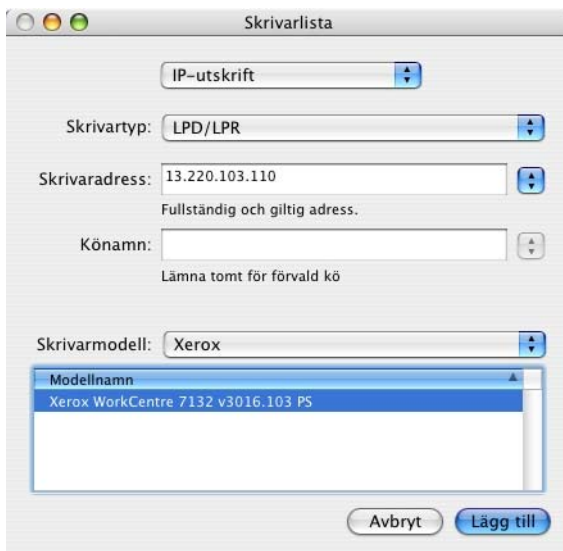 Skrivarlista
IP-utskrift
Skrivartyp: LPD/LPR
Skrivaradress: 13.220.103.110
Fullständig och giltig adress.
Könamn:
Lämna tomt för förvald kö
Skrivarmodell: Xerox
Modellnamn
Xerox WorkCentre 7132 v3016.103 PS
Avbryt Lägg till